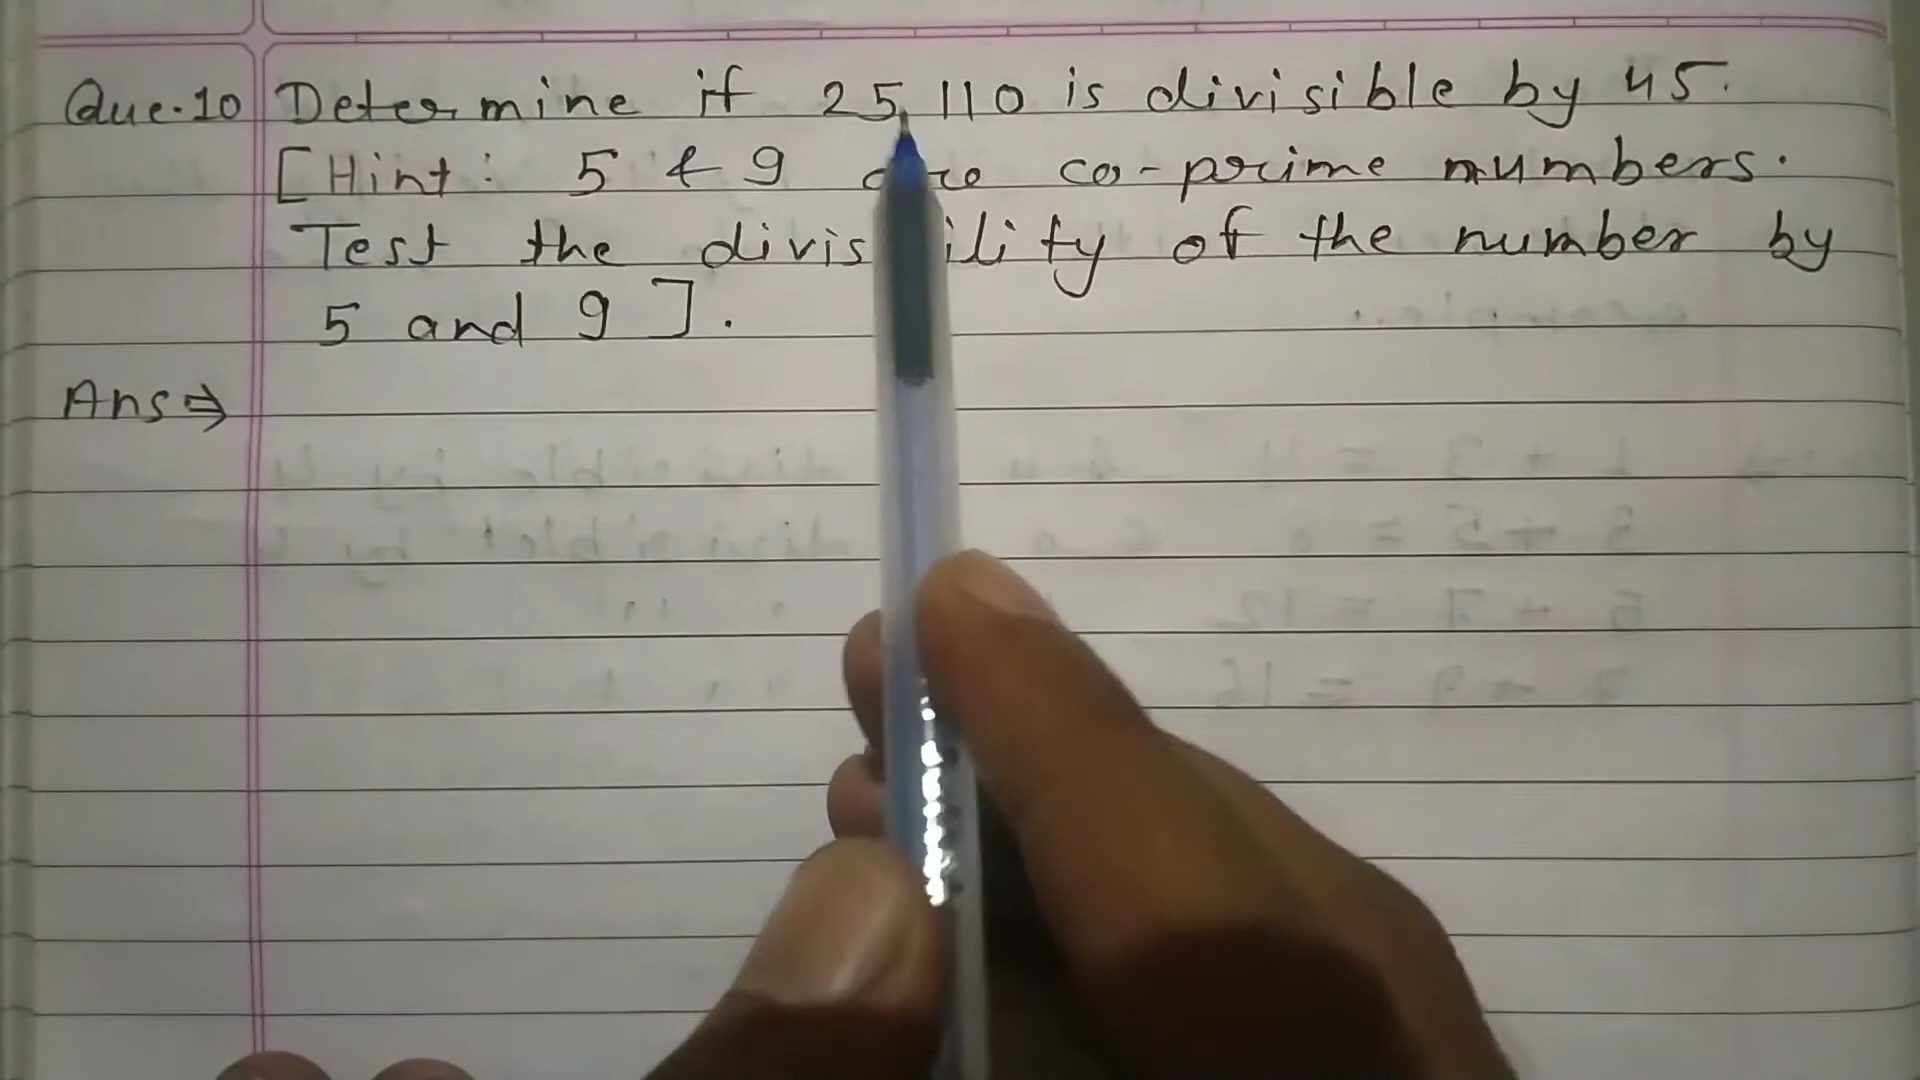 Que.10 Determine if 25,110 is divisible by 45.
[Hint: 5 & 9 are co-prime numbers.
Test the divisibility of the number by
5 and 9].
Ans ⇒